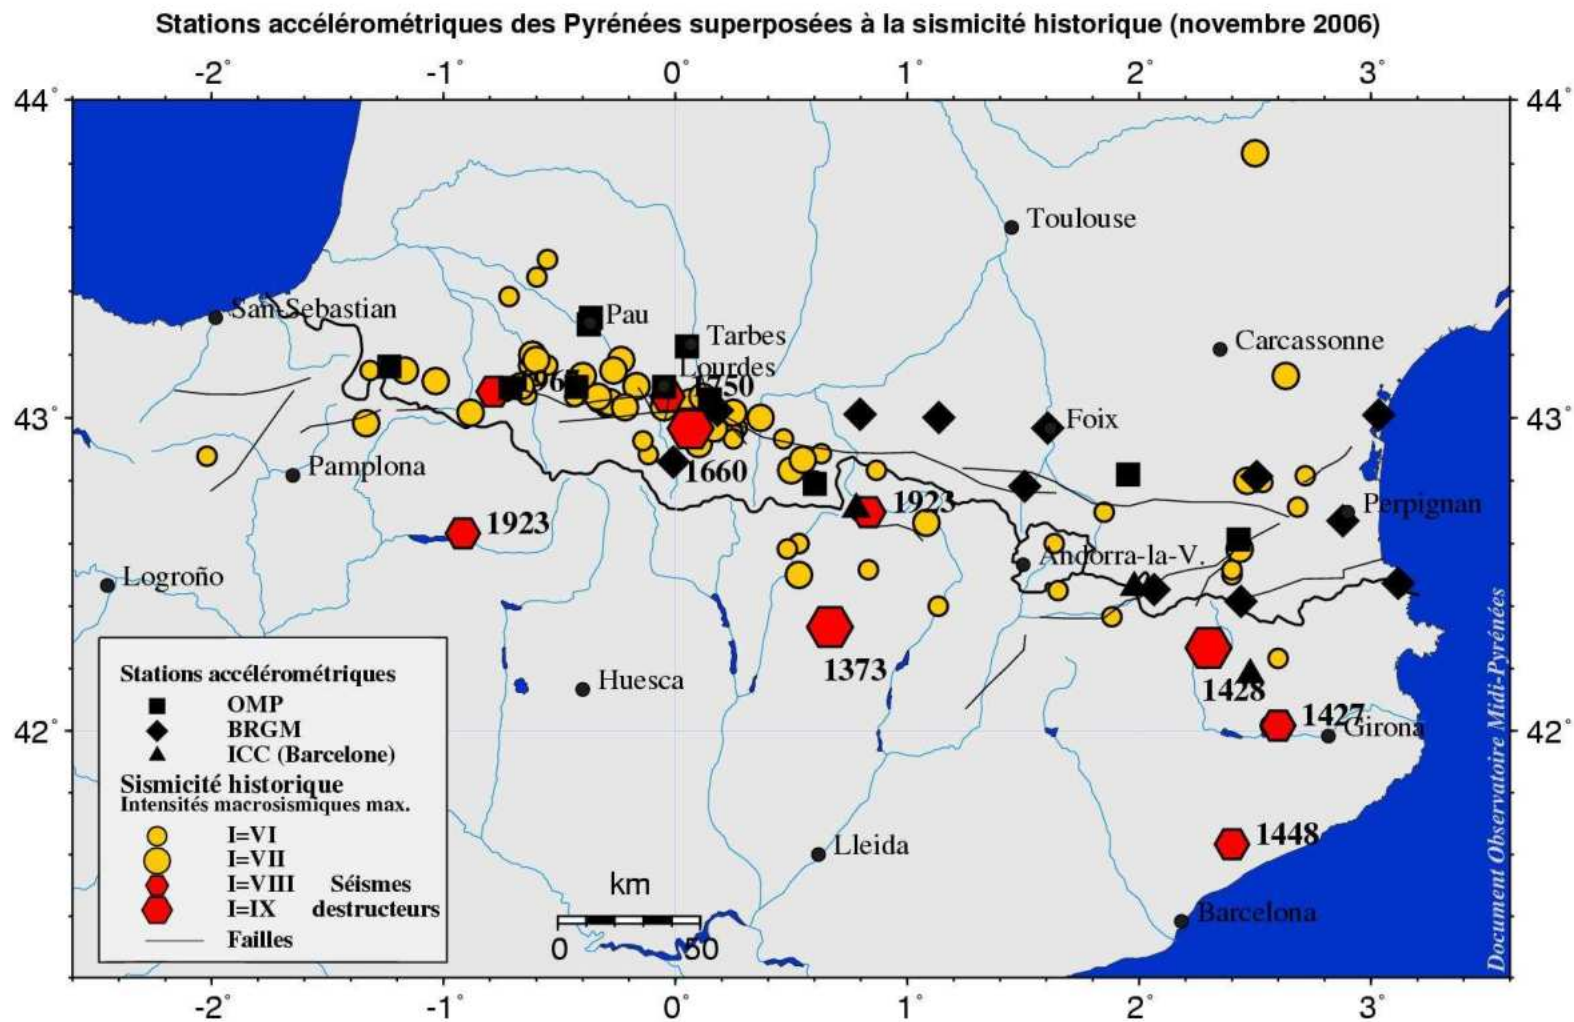 Stations accélérométriques des Pyrénées superposées à la sismicité historique (novembre 2006)
-2° -1° 0° 1° 2° 3°
44° 44°
Toulouse
San-Sebastian
Pau
Tarbes
Carcassonne
Lourdes
1750
43° 43°
Foix
Pamplona
1660
1923
Perpignan
1923
Andorra-la-V.
Logroño
1373
Huesca
1428
1427
42° 42°
Girona
1448
Lleida
Barcelona
Stations accélérométriques
OMP
BRGM
ICC (Barcelone)
Sismicité historique
Intensités macrosismiques max.
I=VI
I=VII
I=VIII Séismes
I=IX destructeurs
Failles
km
0 50
Document Observatoire Midi-Pyrénées
-2° -1° 0° 1° 2° 3°